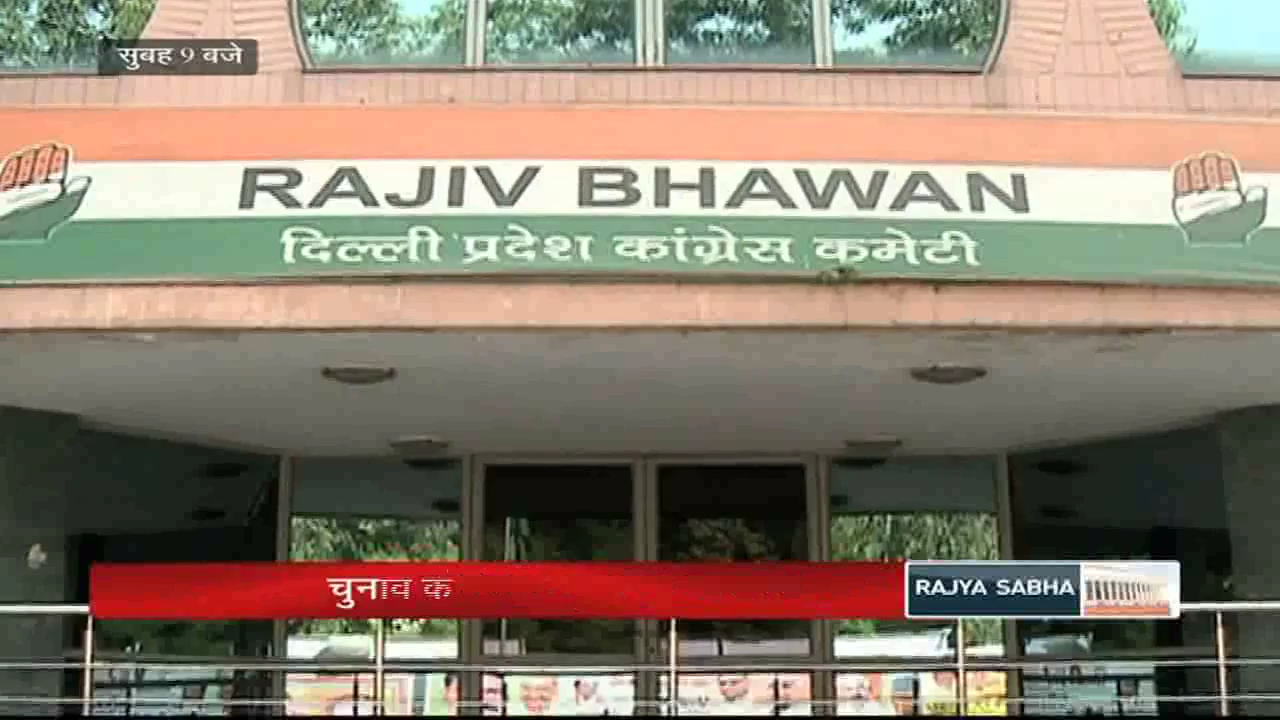 सुबह 9 बजे
RAJIV BHAWAN
दिल्ली प्रदेश कांग्रेस कमेटी
चुनाव क
RAJYA SABHA